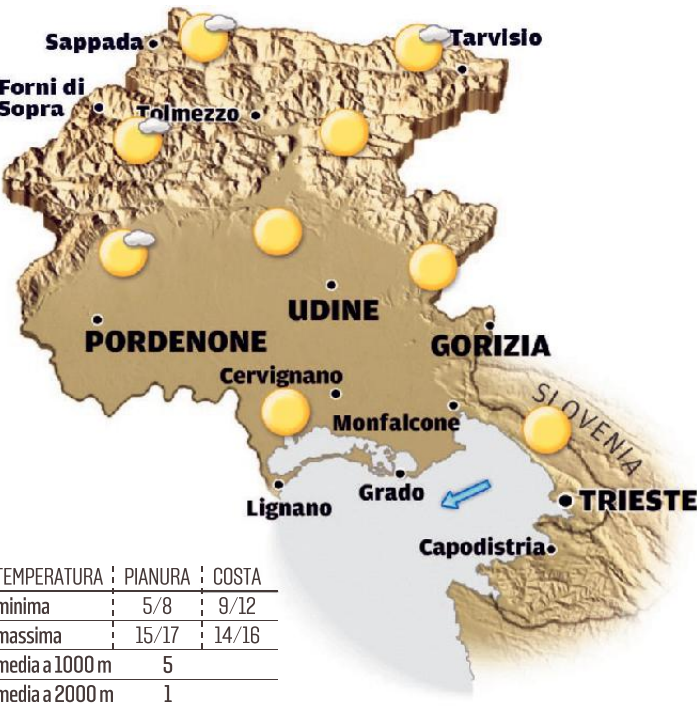 Sappada
Tarvisio
Forni di
Sopra
Tolmezzo
UDINE
PORDENONE
GORIZIA
Cervignano
SLOVENIA
Monfalcone
Grado
Lignano
TRIESTE
Capodistria
TEMPERATURA PIANURA COSTA
minima 5/8 9/12
massima 15/17 14/16
media a 1000 m 5
media a 2000 m 1